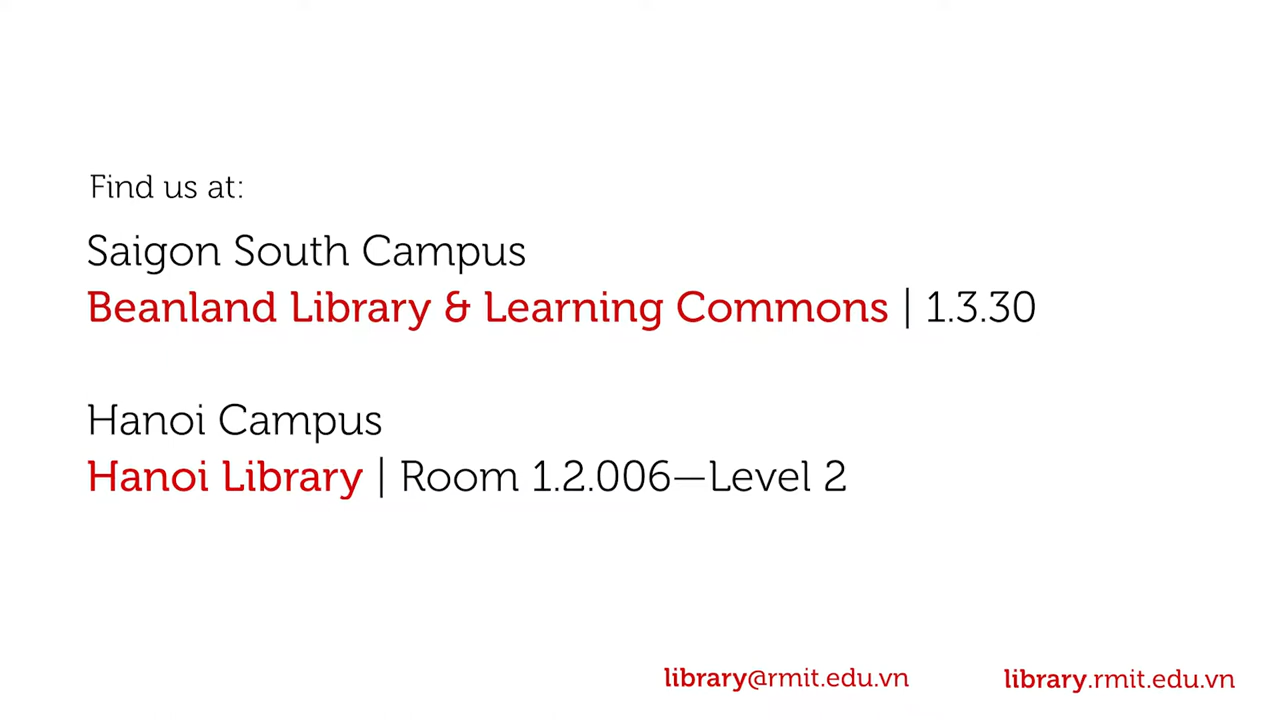 Find us at:
Saigon South Campus
Beanland Library & Learning Commons | 1.3.30
Hanoi Campus
Hanoi Library | Room 1.2.006—Level 2
library@rmit.edu.vn
library.rmit.edu.vn